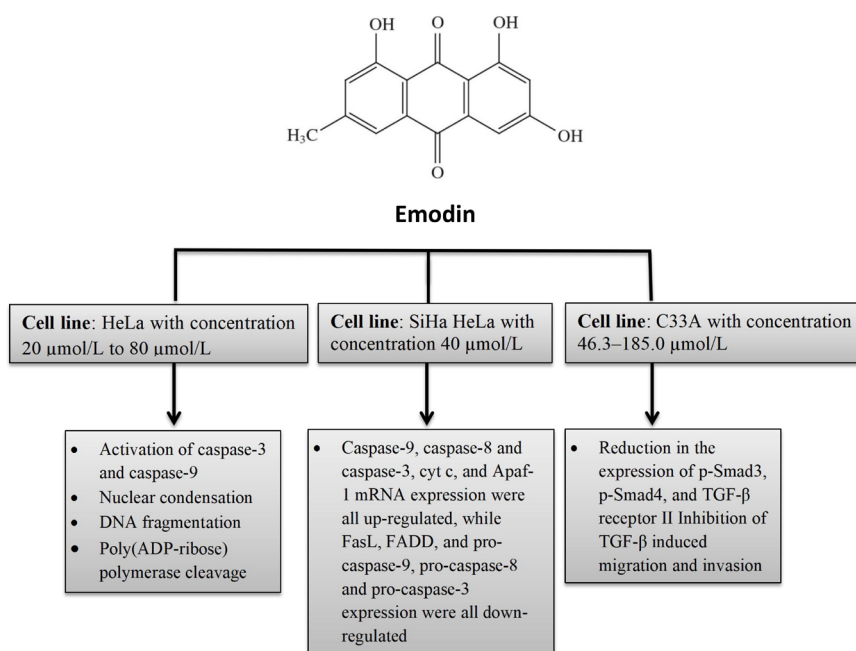 OH
O
OH
H₃C
OH
O
Emodin
Cell line: HeLa with concentration
20 µmol/L to 80 µmol/L
Cell line: SiHa HeLa with
concentration 40 µmol/L
Cell line: C33A with concentration
46.3–185.0 µmol/L
• Activation of caspase-3
and caspase-9
• Nuclear condensation
• DNA fragmentation
• Poly(ADP-ribose)
polymerase cleavage
• Caspase-9, caspase-8 and
caspase-3, cyt c, and Apaf-
1 mRNA expression were
all up-regulated, while
FasL, FADD, and pro-
caspase-9, pro-caspase-8
and pro-caspase-3
expression were all down-
regulated
• Reduction in the
expression of p-Smad3,
p-Smad4, and TGF-β
receptor II Inhibition of
TGF-β induced
migration and invasion